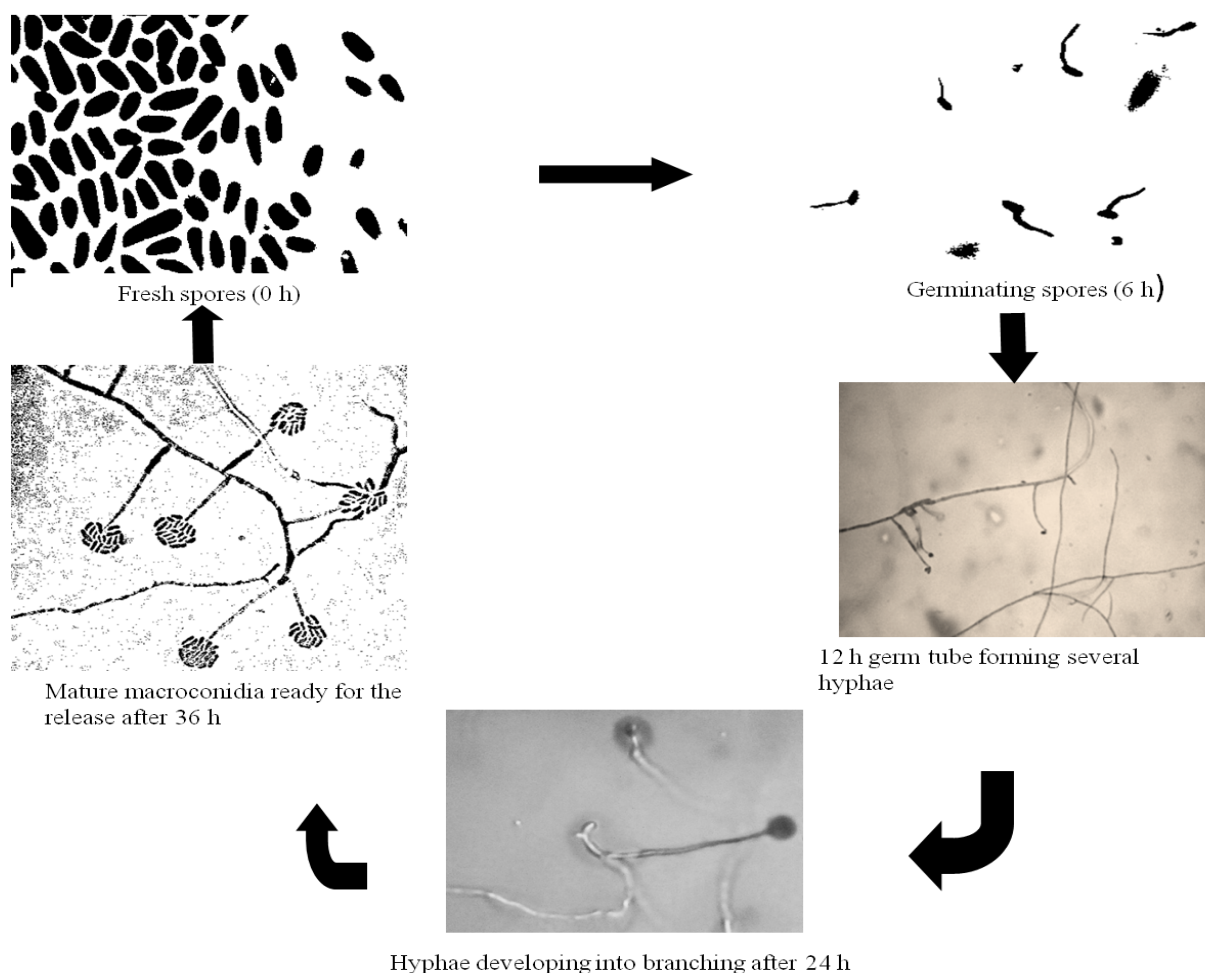 Fresh spores (0 h)
Germinating spores (6 h)
12 h germ tube forming several
hyphae
Hyphae developing into branching after 24 h
Mature macroconidia ready for the
release after 36 h